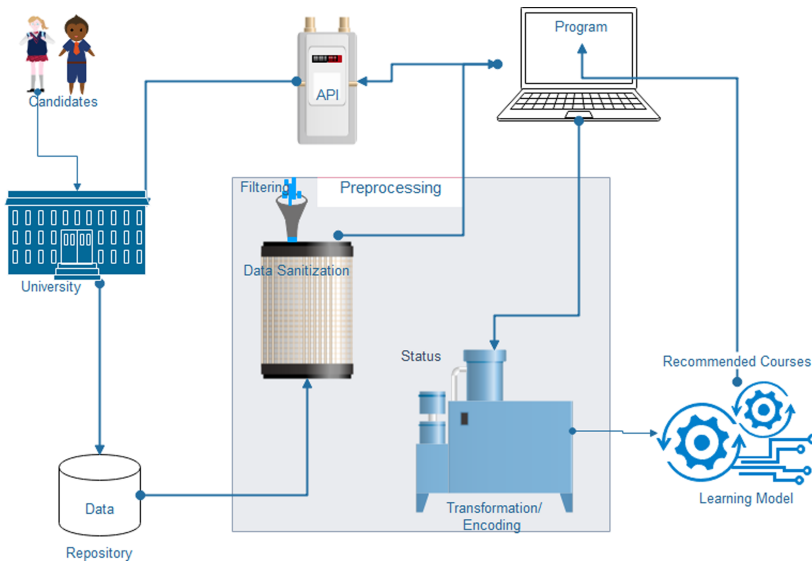 Program
API
Candidates
Filtering
Preprocessing
Data Sanitization
University
Status
Recommended Courses
Learning Model
Transformation/
Encoding
Data
Repository